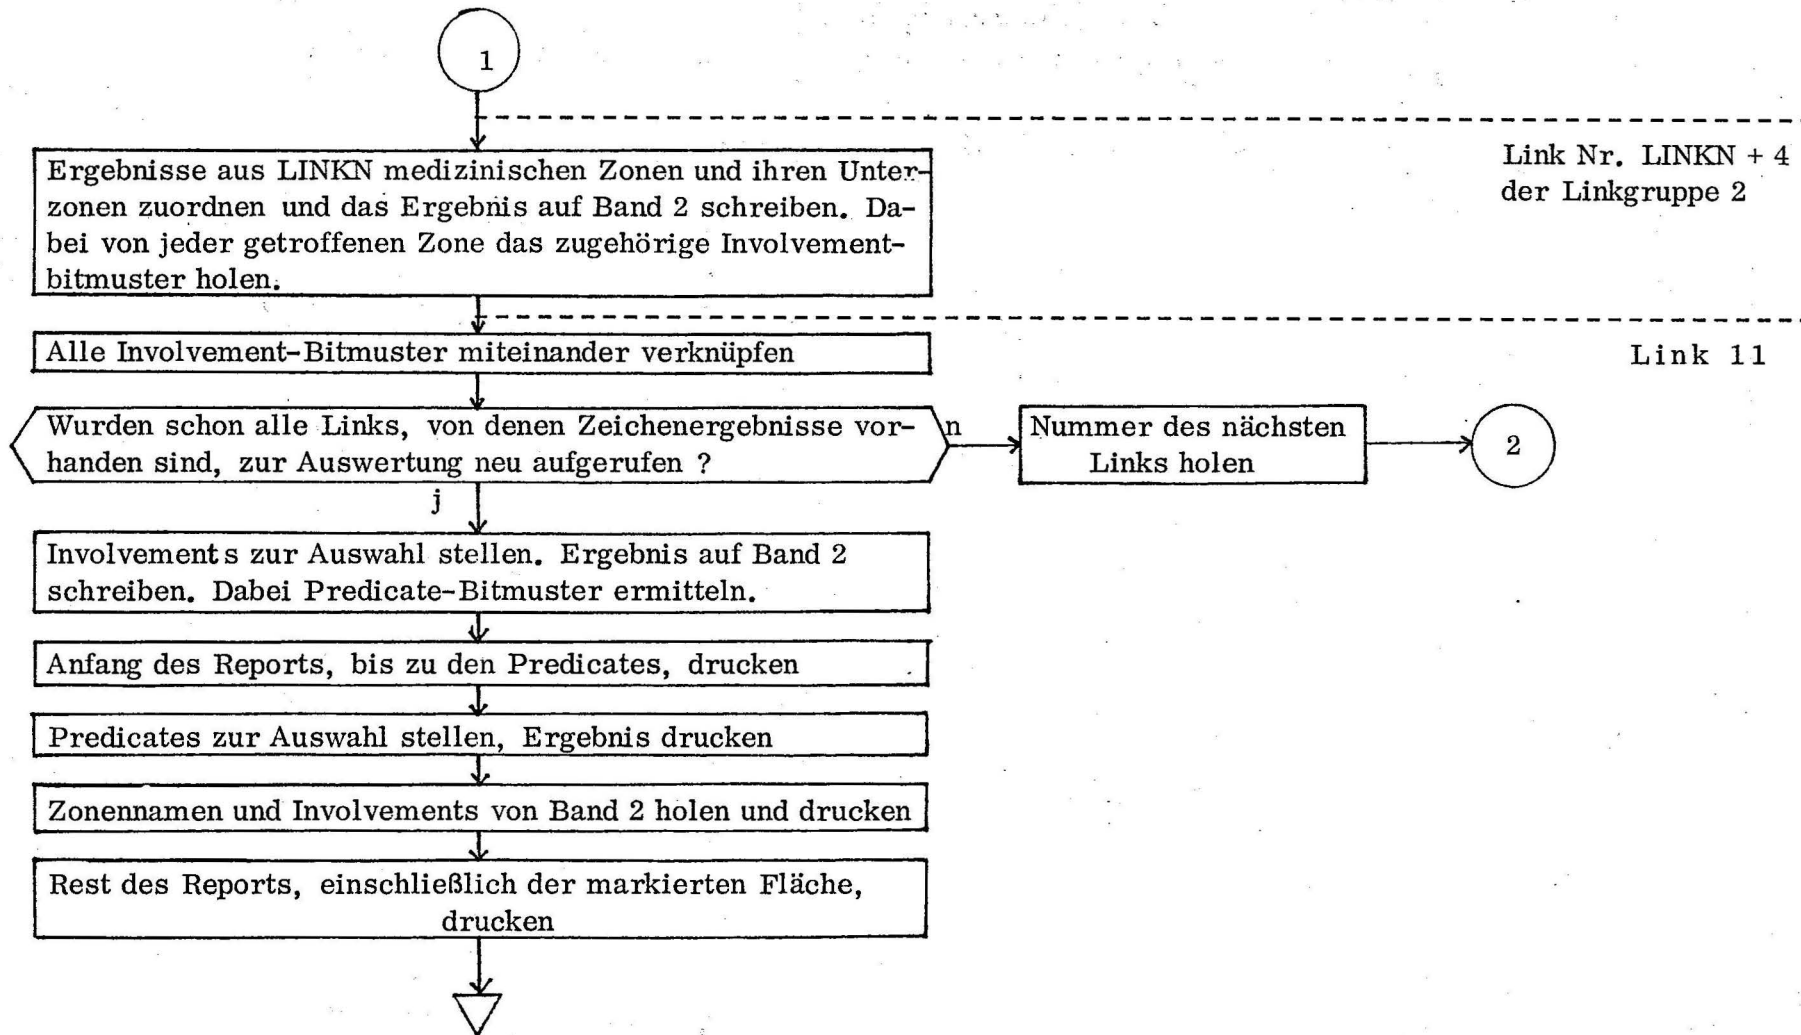 1
Link Nr. LINKN + 4
der Linkgruppe 2
Ergebnisse aus LINKN medizinischen Zonen und ihren Unter-
zonen zuordnen und das Ergebnis auf Band 2 schreiben. Da-
bei von jeder getroffenen Zone das zugehörige Involvement-
bitmuster holen.
Link 11
Alle Involvement-Bitmuster miteinander verknüpfen
Wurden schon alle Links, von denen Zeichenergebnisse vor-
handen sind, zur Auswertung neu aufgerufen ?
n
Nummer des nächsten
Links holen
2
j
Involvements zur Auswahl stellen. Ergebnis auf Band 2
schreiben. Dabei Predicate-Bitmuster ermitteln.
Anfang des Reports, bis zu den Predicates, drucken
Predicates zur Auswahl stellen, Ergebnis drucken
Zonennamen und Involvements von Band 2 holen und drucken
Rest des Reports, einschließlich der markierten Fläche,
drucken